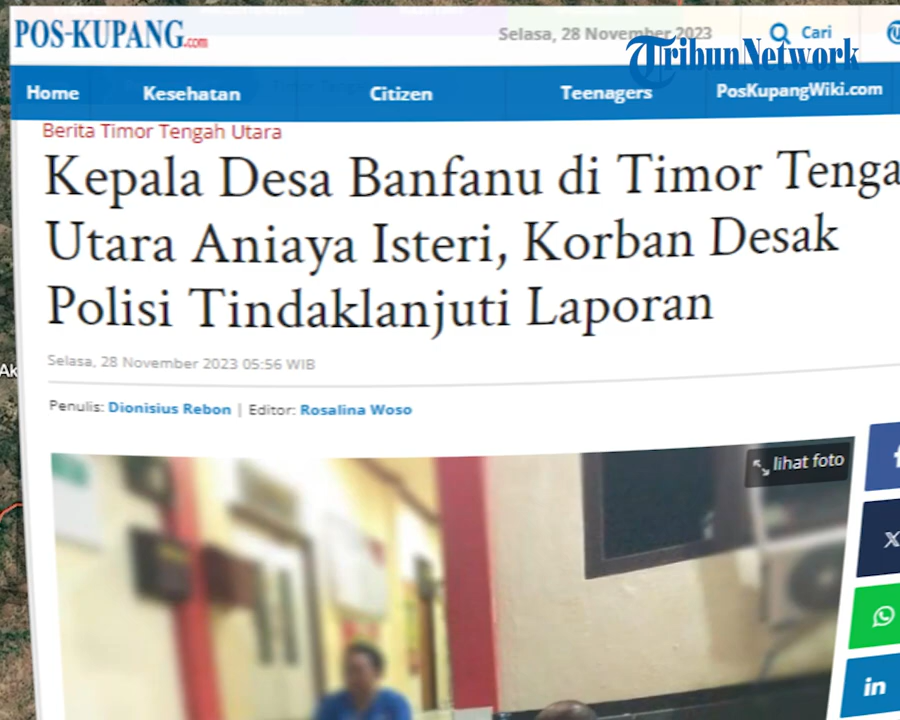 POS-KUPANG.com
Selasa, 28 November 2023
Cari
TribunNetwork
Home
Kesehatan
Citizen
Teenagers
PosKupangWiki.com
Berita Timor Tengah Utara
Kepala Desa Banfanu di Timor Tenga
Utara Aniaya Isteri, Korban Desak
Polisi Tindaklanjuti Laporan
Selasa, 28 November 2023 05:56 WIB
Penulis: Dionisius Rebon | Editor: Rosalina Woso
lihat foto
Ak